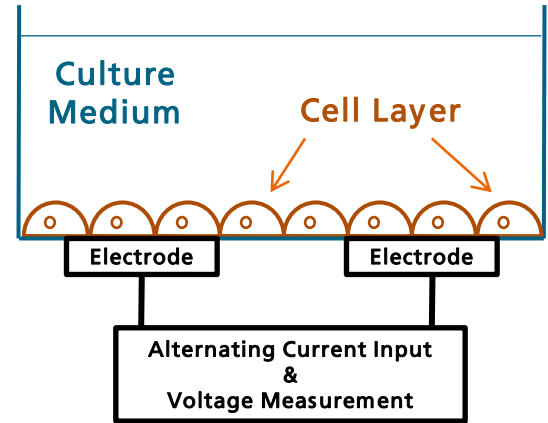 Culture
Medium
Cell Layer
Electrode
Electrode
Alternating Current Input
&
Voltage Measurement